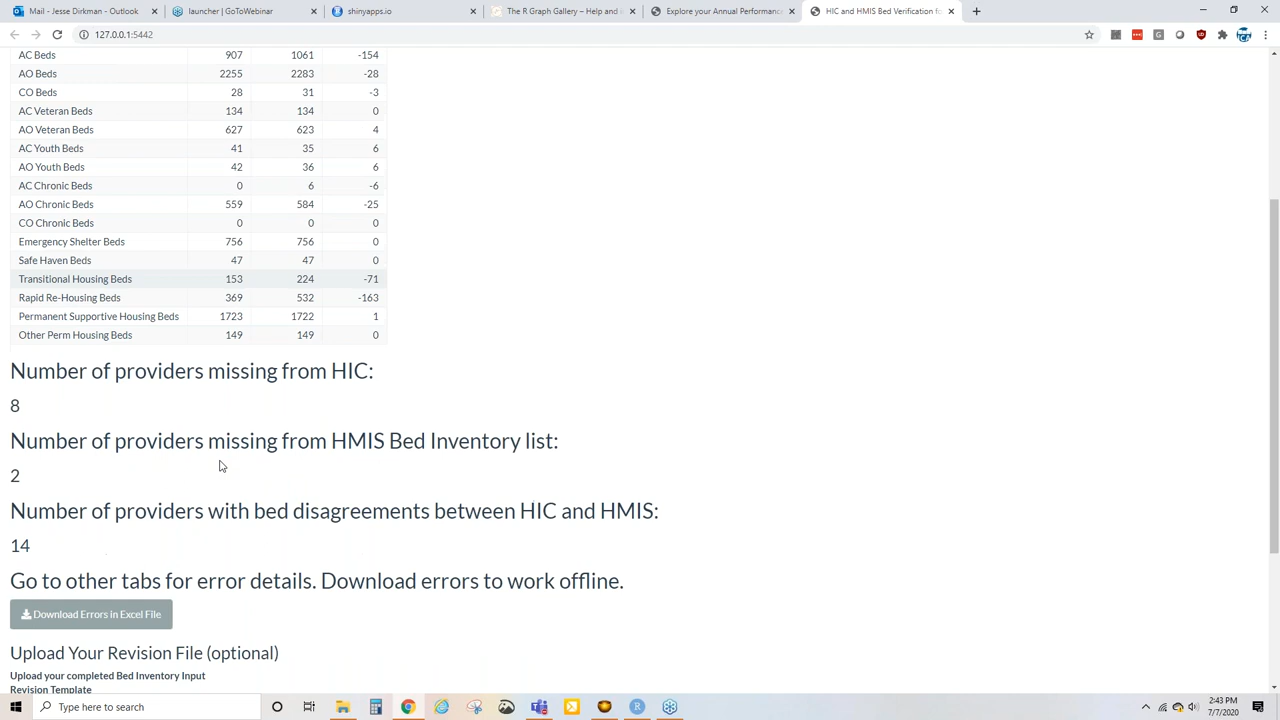 Mail - Jesse Dirkman - Outlook
launcher | GoToWebinar
shinyapps.io
The R Graph Gallery – Help and i
Explore your Annual Performance
HIC and HMIS Bed Verification fo
127.0.0.1:5442
AC Beds 907 1061 -154
AO Beds 2255 2283 -28
CO Beds 28 31 -3
AC Veteran Beds 134 134 0
AO Veteran Beds 627 623 4
AC Youth Beds 41 35 6
AO Youth Beds 42 36 6
AC Chronic Beds 0 6 -6
AO Chronic Beds 559 584 -25
CO Chronic Beds 0 0 0
Emergency Shelter Beds 756 756 0
Safe Haven Beds 47 47 0
Transitional Housing Beds 153 224 -71
Rapid Re-Housing Beds 369 532 -163
Permanent Supportive Housing Beds 1723 1722 1
Other Perm Housing Beds 149 149 0
Number of providers missing from HIC:
8
Number of providers missing from HMIS Bed Inventory list:
2
Number of providers with bed disagreements between HIC and HMIS:
14
Go to other tabs for error details. Download errors to work offline.
Download Errors in Excel File
Upload Your Revision File (optional)
Upload your completed Bed Inventory Input
Revision Template
Type here to search
2:43 PM
7/7/2020